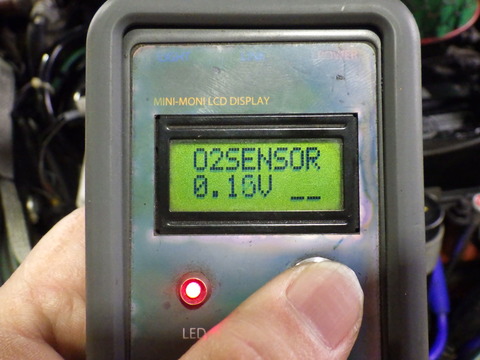 MINI-MONI LCD DISPLAY
O2SENSOR
0.10V __
LED